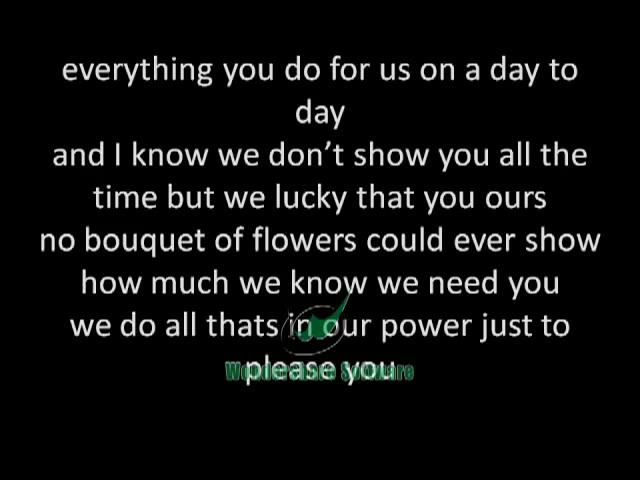 everything you do for us on a day to
day
and I know we don’t show you all the
time but we lucky that you ours
no bouquet of flowers could ever show
how much we know we need you
we do all thats in our power just to
please you
Wondershare Software